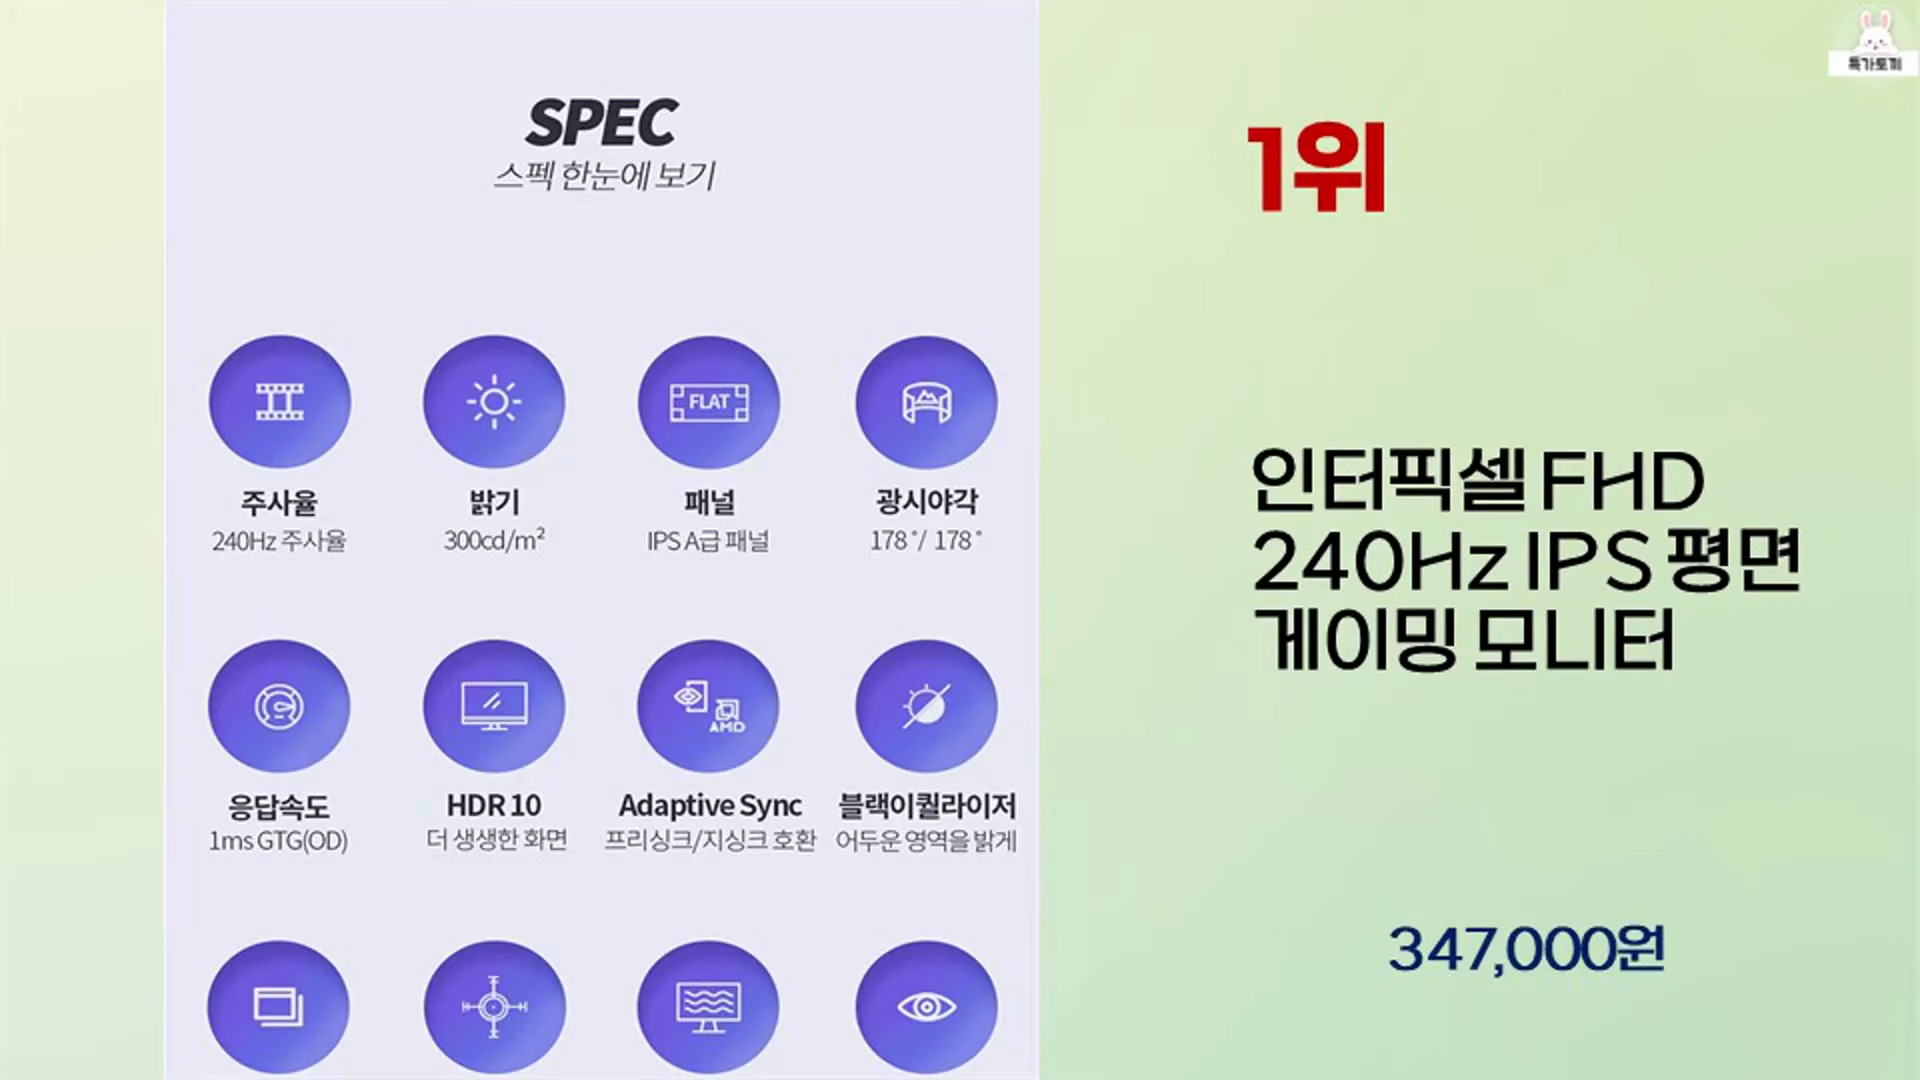 SPEC
스펙 한눈에 보기
FLAT
주사율
240Hz 주사율
밝기
300cd/m²
패널
IPS A급 패널
광시야각
178˚/ 178˚
AMD
응답속도
1ms GTG(OD)
HDR 10
더 생생한 화면
Adaptive Sync
프리싱크/지싱크 호환
블랙이퀄라이저
어두운 영역을 밝게
1위
인터픽셀 FHD
240Hz IPS 평면
게이밍 모니터
347,000원
특가토끼